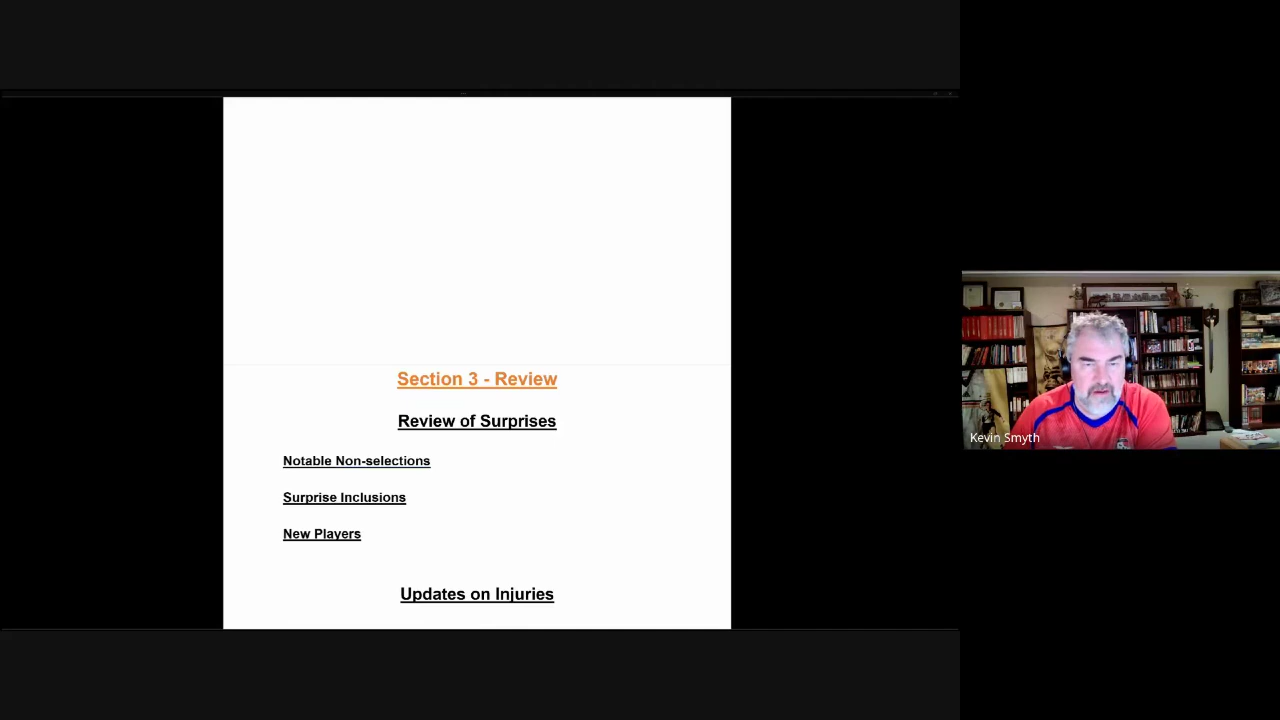 Section 3 - Review
Review of Surprises
Notable Non-selections
Surprise Inclusions
New Players
Updates on Injuries
Kevin Smyth